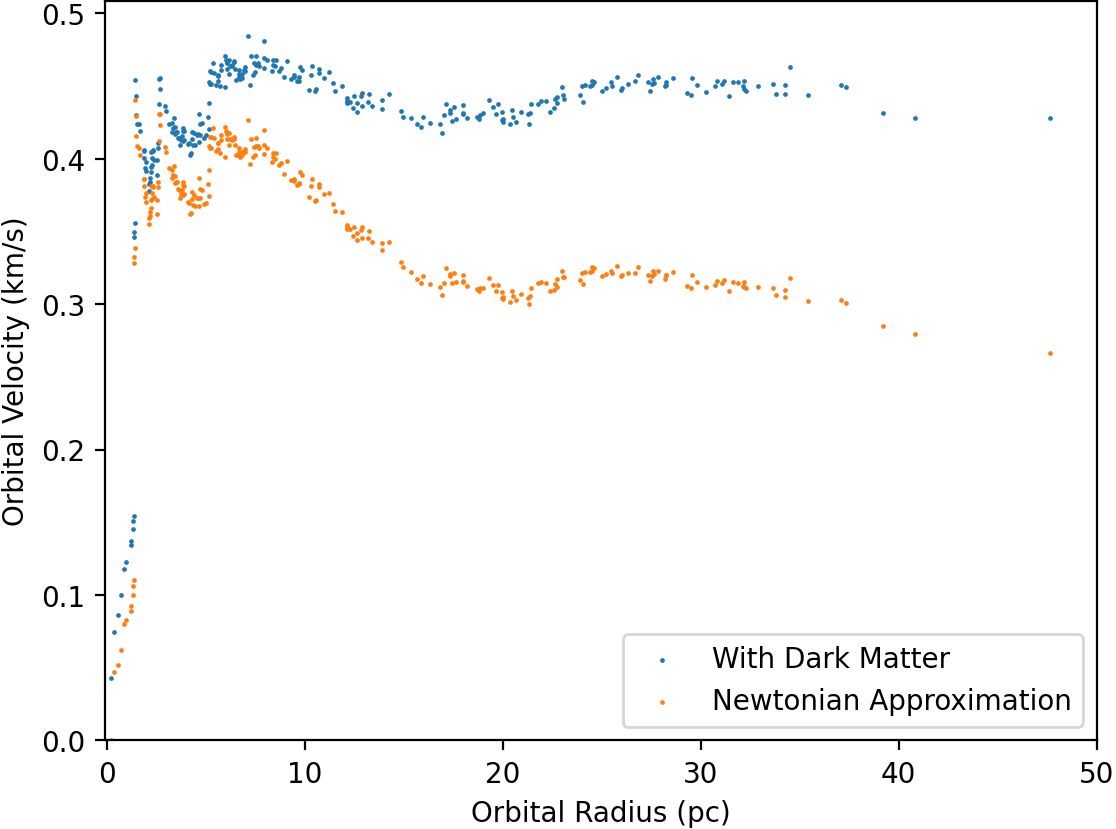 0.5
0.4
0.3
0.2
0.1
0.0
Orbital Velocity (km/s)
0 10 20 30 40 50
Orbital Radius (pc)
With Dark Matter
Newtonian Approximation